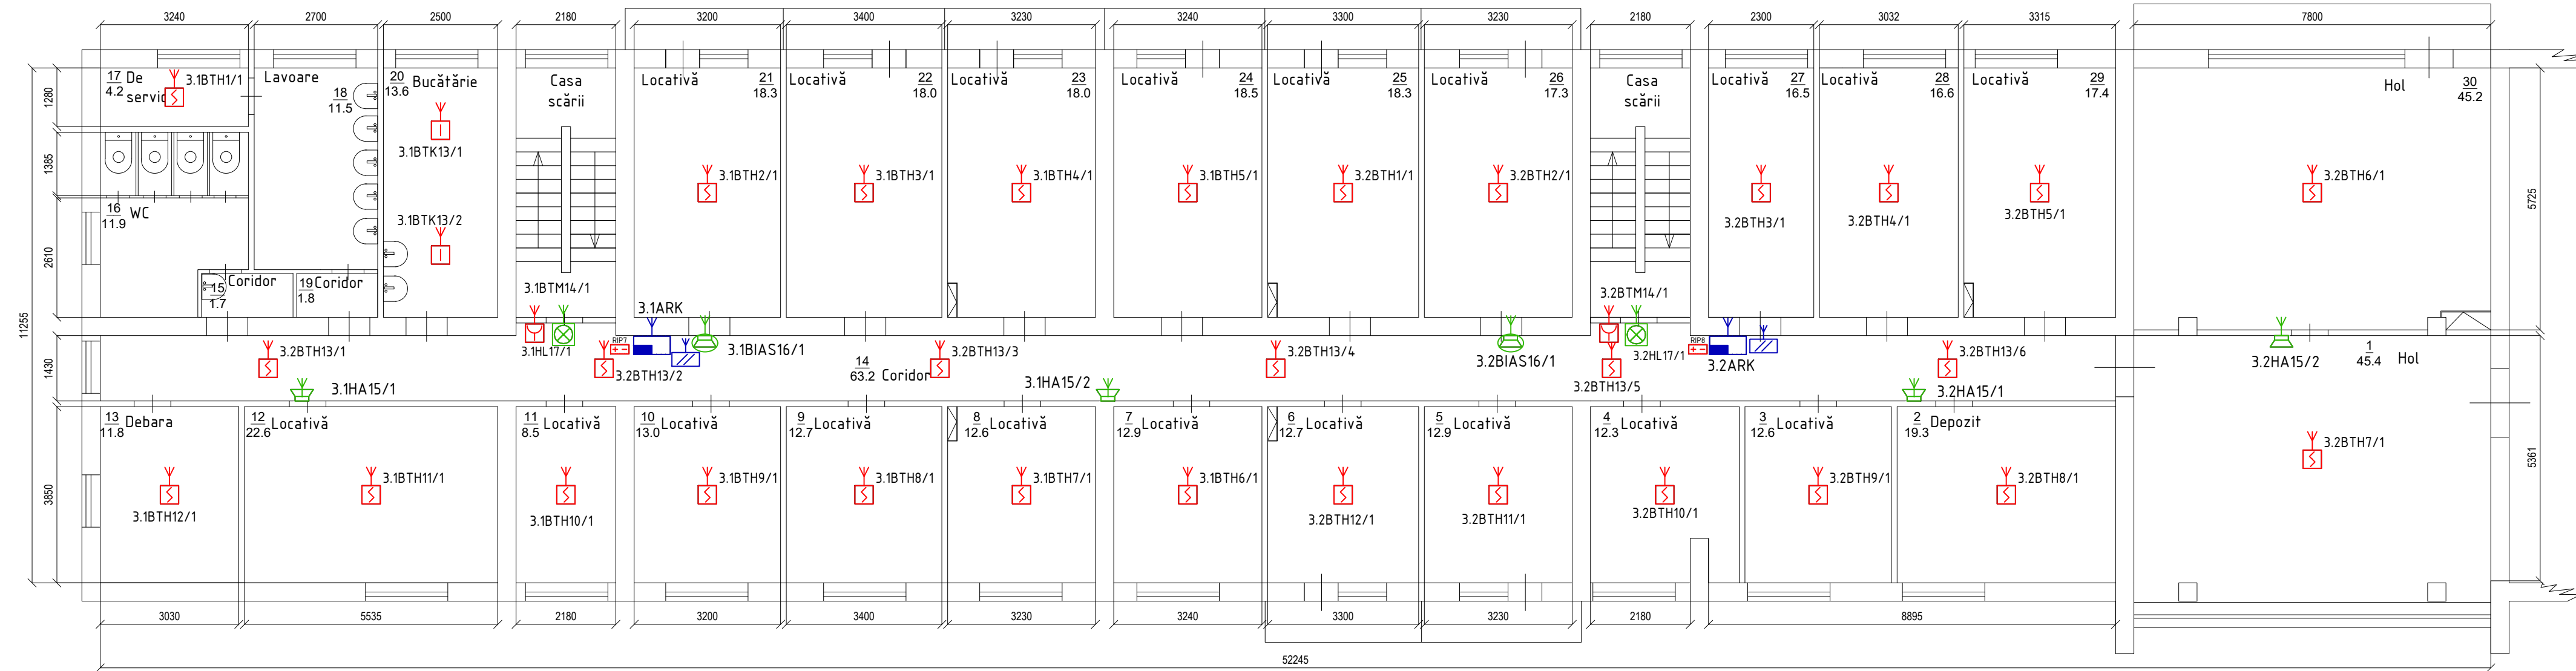 3240
2700
2500
2180
3200
3400
3230
3240
3300
3230
2180
2300
3032
3315
7800
17
4.2
De
servic
3.1BTH1/1
Lavoare
18
11.5
20
13.6
Bucătărie
Casa
scării
Locativă
21
18.3
Locativă
22
18.0
Locativă
23
18.0
Locativă
24
18.5
Locativă
25
18.3
Locativă
26
17.3
Casa
scării
Locativă
27
16.5
Locativă
28
16.6
Locativă
29
17.4
Hol
30
45.2
1280
1385
2610
11255
1430
3850
3.1BTK13/1
3.1BTK13/2
3.1BTH2/1
3.1BTH3/1
3.1BTH4/1
3.1BTH5/1
3.2BTH1/1
3.2BTH2/1
3.2BTH3/1
3.2BTH4/1
3.2BTH5/1
3.2BTH6/1
5725
16
11.9
WC
15
1.7
Coridor
19
1.8
Coridor
3.1BTM14/1
3.1HL17/1
RIP7
3.1ARK
3.1BIAS16/1
3.2BTM14/1
3.2HL17/1
RIP8
3.2ARK
3.2BIAS16/1
3.2BTH13/1
3.2BTH13/2
14
63.2
Coridor
3.2BTH13/3
3.2BTH13/4
3.2BTH13/5
3.2BTH13/6
3.2HA15/2
1
45.4
Hol
3.1HA15/1
3.1HA15/2
3.2HA15/1
13
11.8
Debara
12
22.6
Locativă
11
8.5
Locativă
10
13.0
Locativă
9
12.7
Locativă
8
12.6
Locativă
7
12.9
Locativă
6
12.7
Locativă
5
12.9
Locativă
4
12.3
Locativă
3
12.6
Locativă
2
19.3
Depozit
3.1BTH12/1
3.1BTH11/1
3.1BTH10/1
3.1BTH9/1
3.1BTH8/1
3.1BTH7/1
3.1BTH6/1
3.2BTH12/1
3.2BTH11/1
3.2BTH10/1
3.2BTH9/1
3.2BTH8/1
3.2BTH7/1
5361
3030
5535
2180
3200
3400
3230
3240
3300
3230
2180
8895
52245